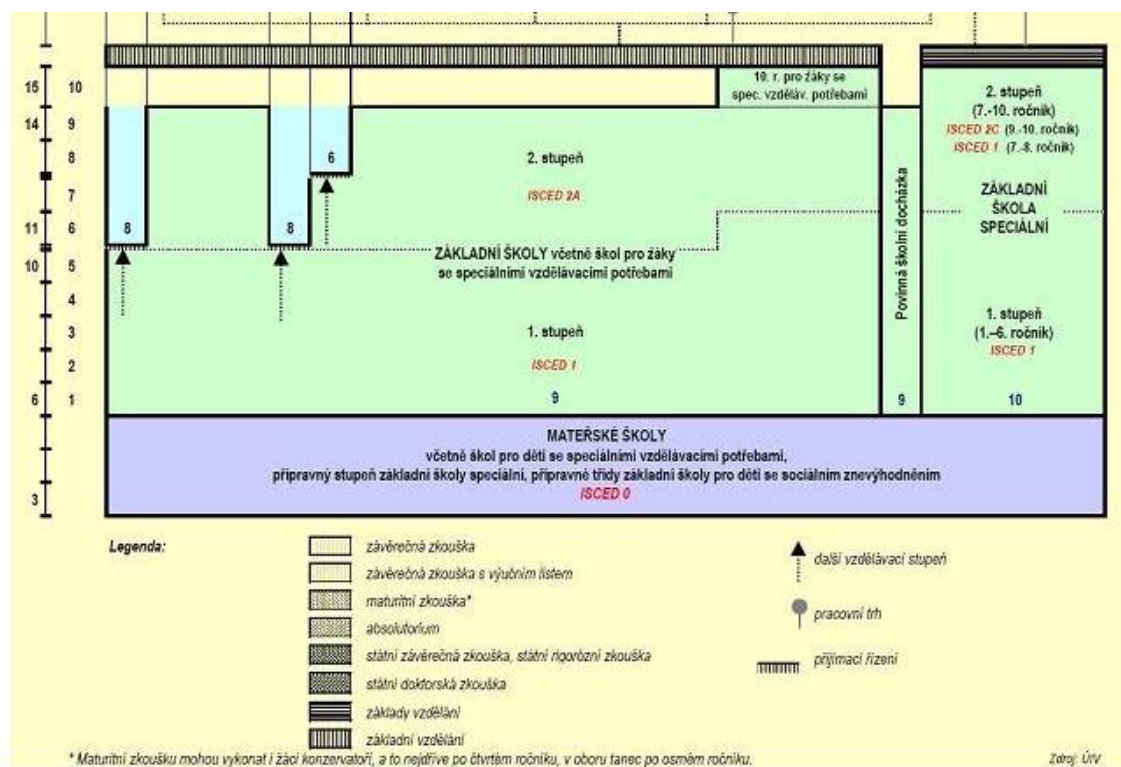 15 10
10. r. pro žáky se
spec. vzděláv. potřebami
2. stupeň
(7.-10. ročník)
ISCED 2C (9.-10. ročník)
ISCED 1 (7.-8. ročník)
14 9
8
6
2. stupeň
7
ISCED 2A
ZÁKLADNÍ
ŠKOLA
SPECIÁLNÍ
Povinná školní docházka
11 6
8
8
ZÁKLADNÍ ŠKOLY včetně škol pro žáky
se speciálními vzdělávacími potřebami
10 5
4
3
1. stupeň
1. stupeň
(1.–6. ročník)
ISCED 1
2
ISCED 1
6 1
9
9
10
MATEŘSKÉ ŠKOLY
včetně škol pro děti se speciálními vzdělávacími potřebami,
přípravný stupeň základní školy speciální, přípravné třídy základní školy pro děti se sociálním znevýhodněním
ISCED 0
3
Legenda:
závěrečná zkouška
závěrečná zkouška s výučním listem
maturitní zkouška*
absolutorium
státní závěrečná zkouška, státní rigorózní zkouška
státní doktorská zkouška
základy vzdělání
základní vzdělání
další vzdělávací stupeň
pracovní trh
přijímací řízení
* Maturitní zkoušku mohou vykonat i žáci konzervatoří, a to nejdříve po čtvrtém ročníku, v oboru tanec po osmém ročníku.
Zdroj: ÚIV